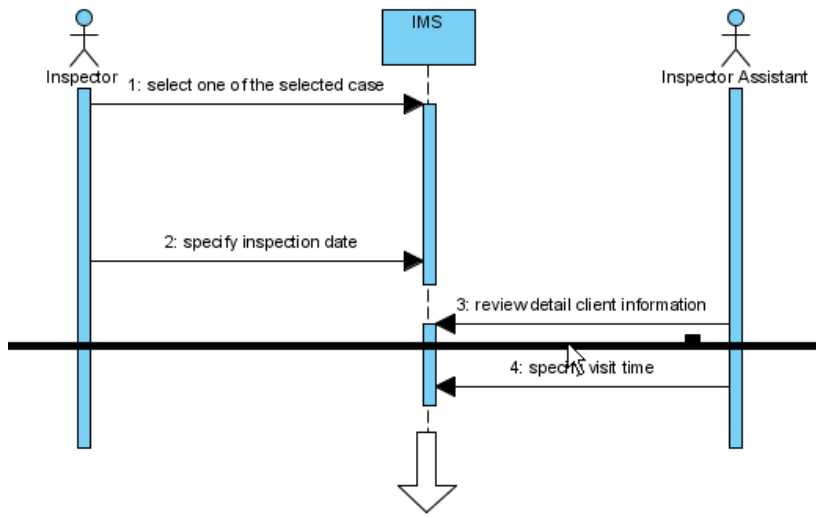 IMS
Inspector
Inspector Assistant
1: select one of the selected case
2: specify inspection date
3: review detail client information
4: specify visit time